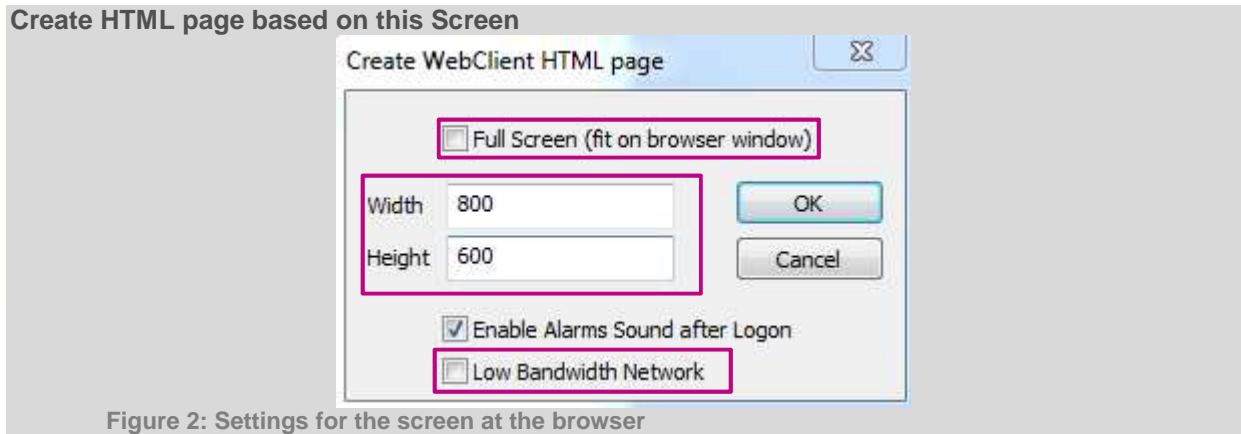 Create HTML page based on this Screen
Create WebClient HTML page
Full Screen (fit on browser window)
Width 800
OK
Height 600
Cancel
Enable Alarms Sound after Logon
Low Bandwidth Network
Figure 2: Settings for the screen at the browser